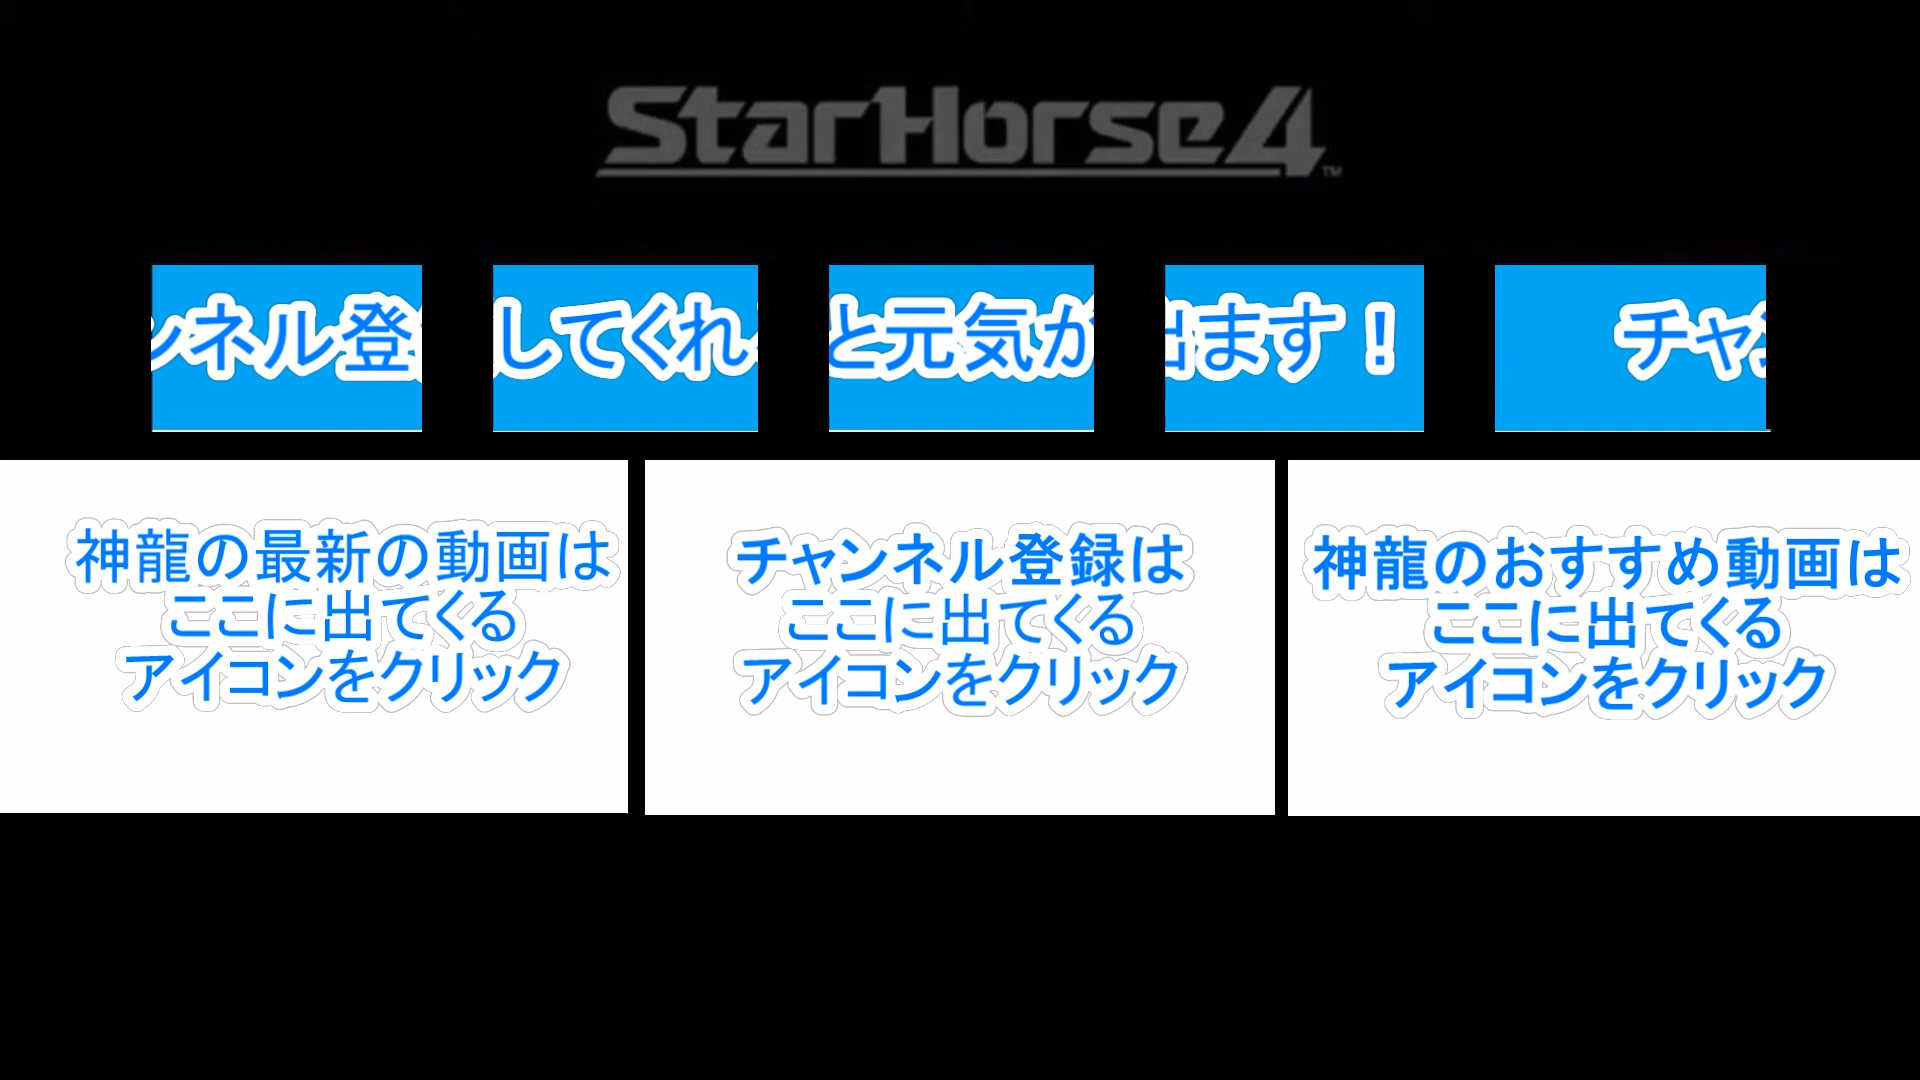 StarHorse4™
ンネル登 してくれ と元気が 出ます！ チャン
神龍の最新の動画は
ここに出てくる
アイコンをクリック
チャンネル登録は
ここに出てくる
アイコンをクリック
神龍のおすすめ動画は
ここに出てくる
アイコンをクリック